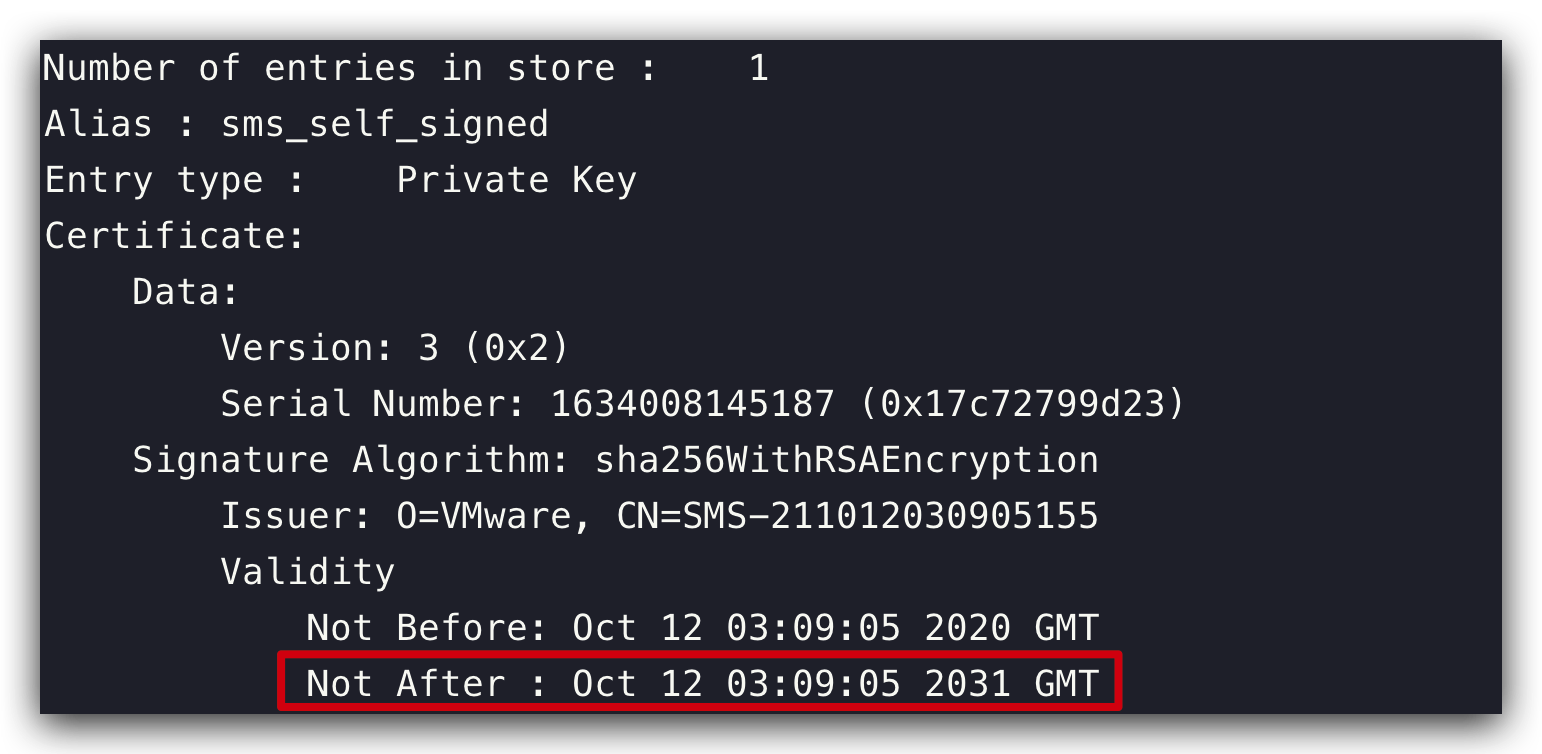 Number of entries in store :    1
Alias : sms_self_signed
Entry type :    Private Key
Certificate:
    Data:
        Version: 3 (0x2)
        Serial Number: 1634008145187 (0x17c72799d23)
    Signature Algorithm: sha256WithRSAEncryption
        Issuer: O=VMware, CN=SMS-211012030905155
        Validity
            Not Before: Oct 12 03:09:05 2020 GMT
            Not After : Oct 12 03:09:05 2031 GMT